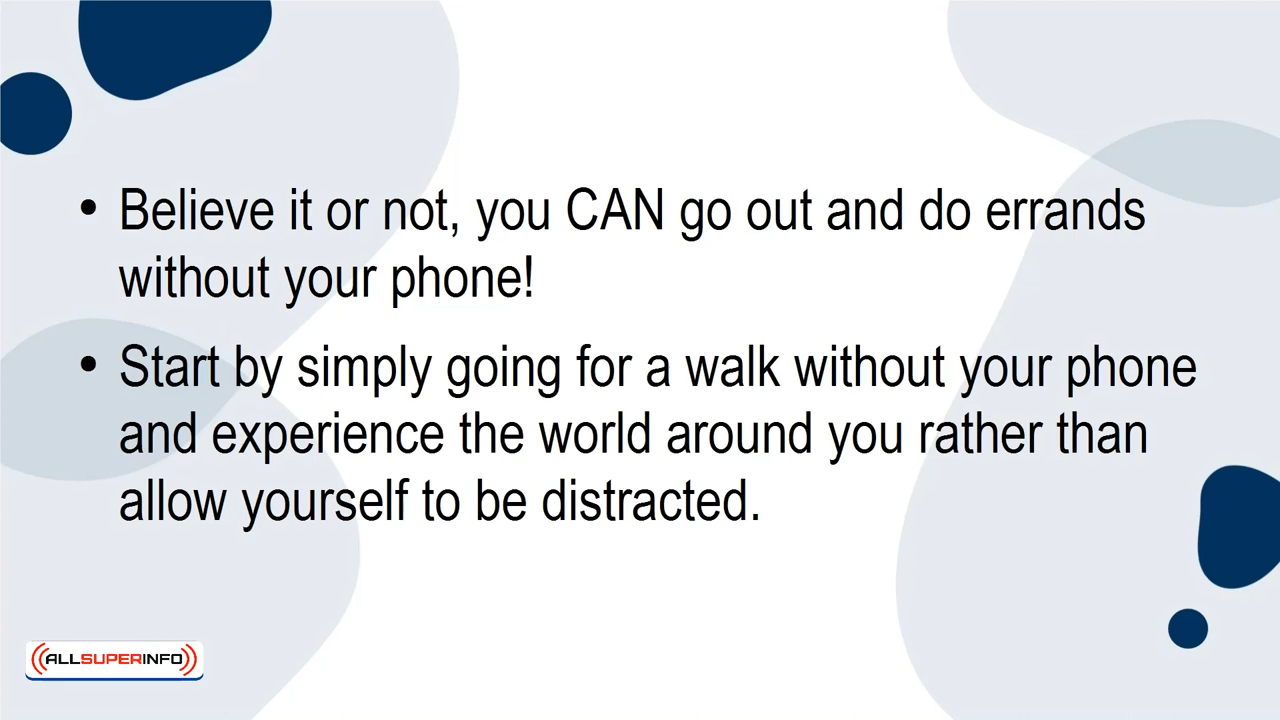 • Believe it or not, you CAN go out and do errands
without your phone!
• Start by simply going for a walk without your phone
and experience the world around you rather than
allow yourself to be distracted.
ALLSUPERINFO